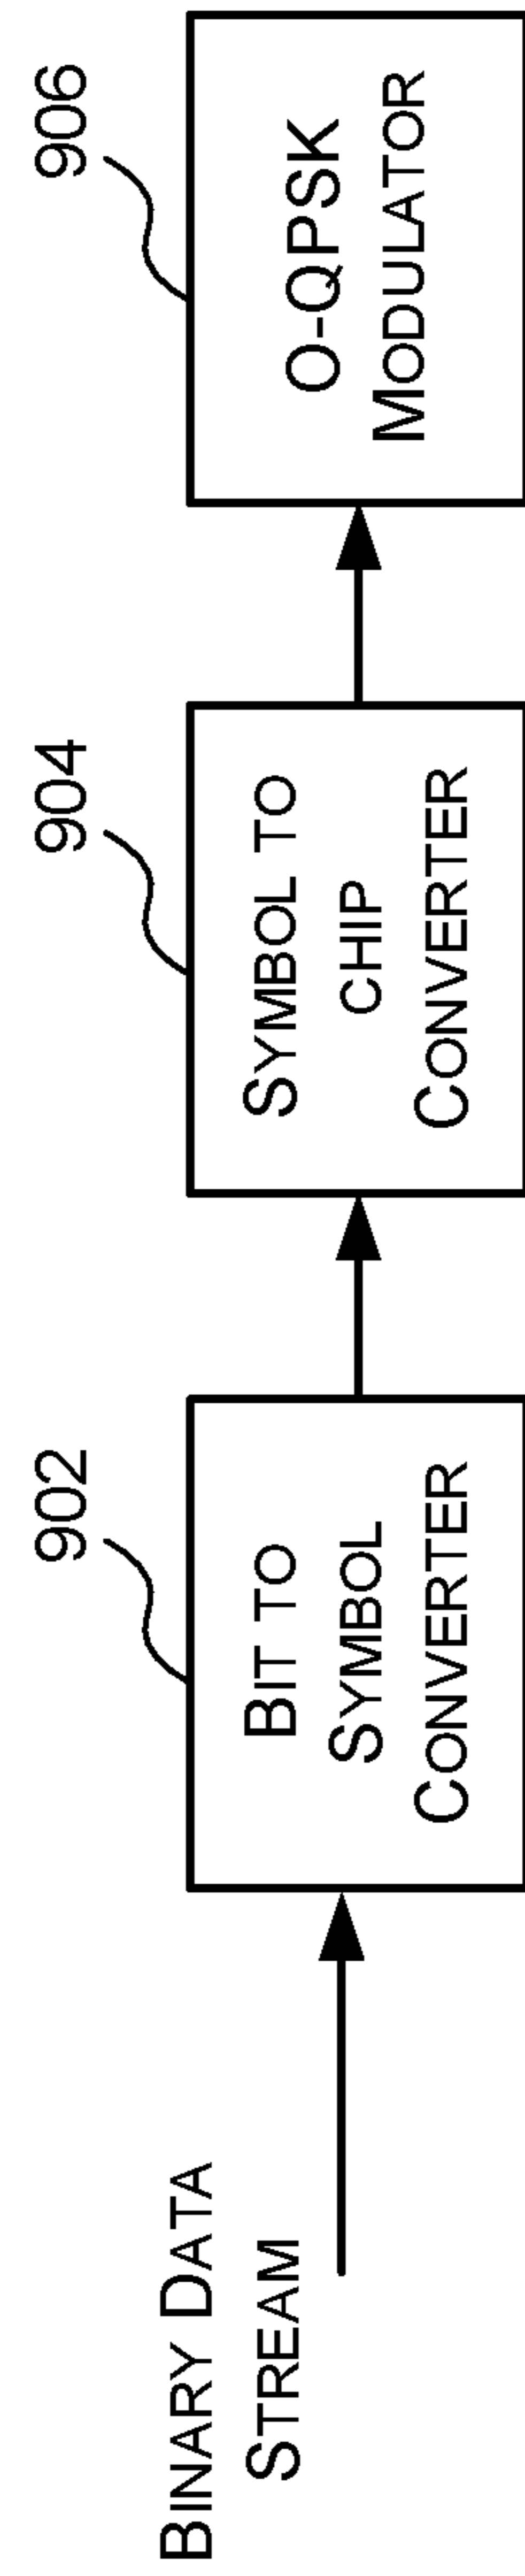 BINARY DATA
STREAM
902
BIT TO
SYMBOL
CONVERTER
904
SYMBOL TO
CHIP
CONVERTER
906
O-QPSK
MODULATOR